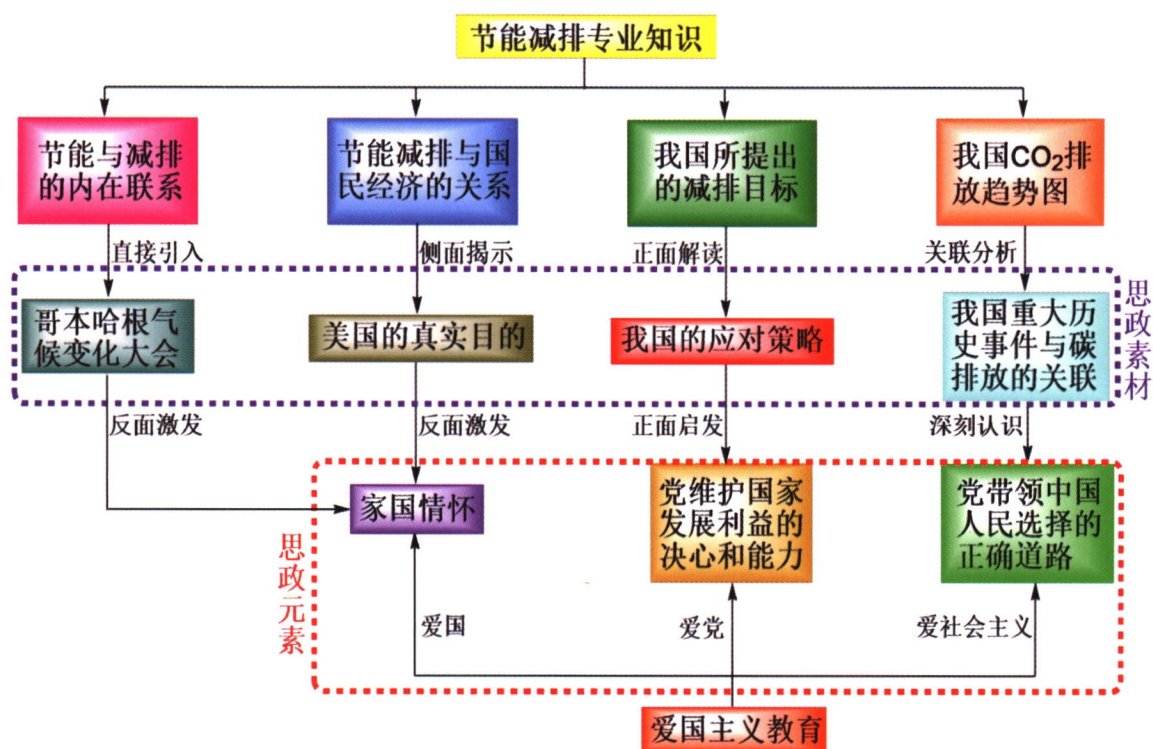 节能减排专业知识
节能与减排
的内在联系
节能减排与国
民经济的关系
我国所提出
的减排目标
我国CO₂排
放趋势图
直接引入
侧面揭示
正面解读
关联分析
哥本哈根气
候变化大会
美国的真实目的
我国的应对策略
我国重大历
史事件与碳
排放的关联
思政素材
反面激发
反面激发
正面启发
深刻认识
家国情怀
党维护国家
发展利益的
决心和能力
党带领中国
人民选择的
正确道路
思政元素
爱国
爱党
爱社会主义
爱国主义教育